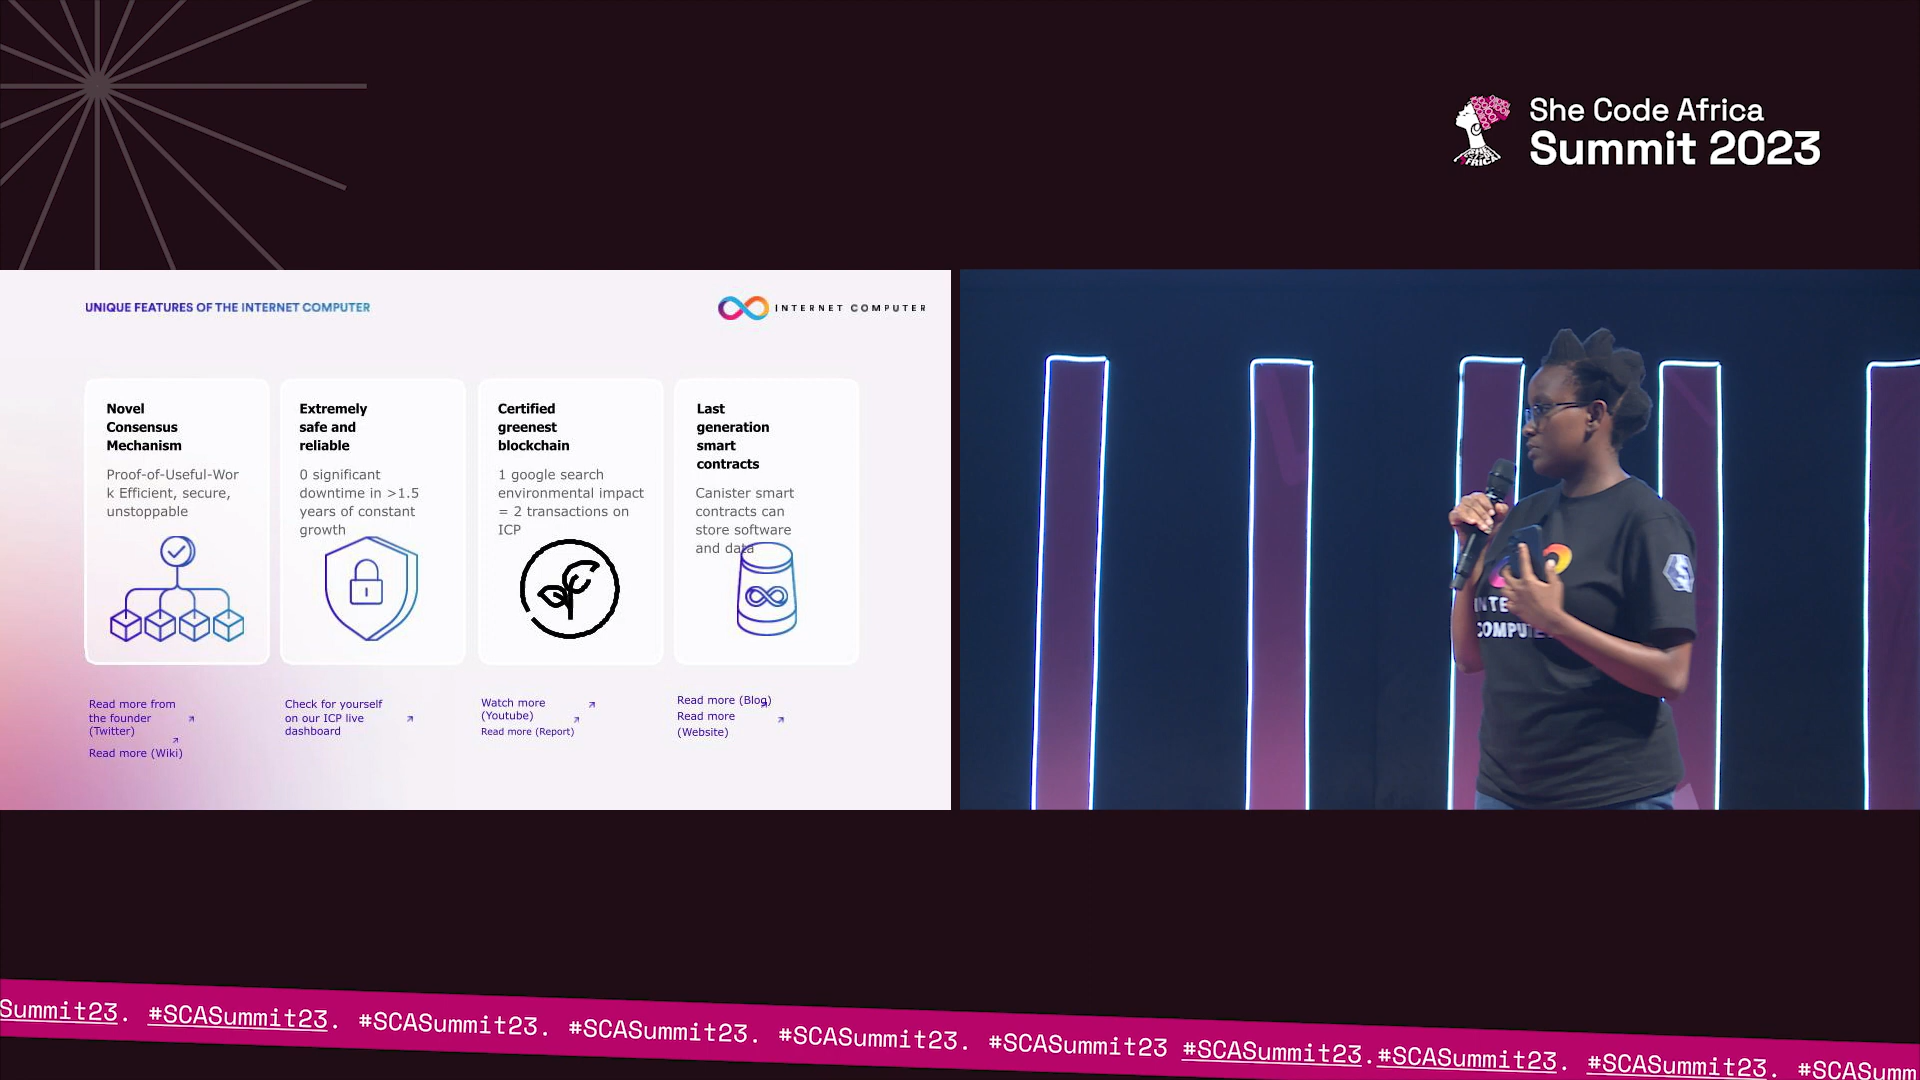 She Code Africa
Summit 2023
AFRICA
UNIQUE FEATURES OF THE INTERNET COMPUTER
INTERNET COMPUTER
Novel
Consensus
Mechanism
Proof-of-Useful-Wor
k Efficient, secure,
unstoppable
Extremely
safe and
reliable
0 significant
downtime in >1.5
years of constant
growth
Certified
greenest
blockchain
1 google search
environmental impact
= 2 transactions on
ICP
Last
generation
smart
contracts
Canister smart
contracts can
store software
and data
Read more from
the founder
(Twitter)
Read more (Wiki)
Check for yourself
on our ICP live
dashboard
Watch more
(Youtube)
Read more (Report)
Read more (Blog)
Read more
(Website)
INTE
COMPUTE
Summit23. #SCASummit23. #SCASummit23. #SCASummit23. #SCASummit23. #SCASummit23 #SCASummit23.#SCASummit23. #SCASummit23. #SCASumm